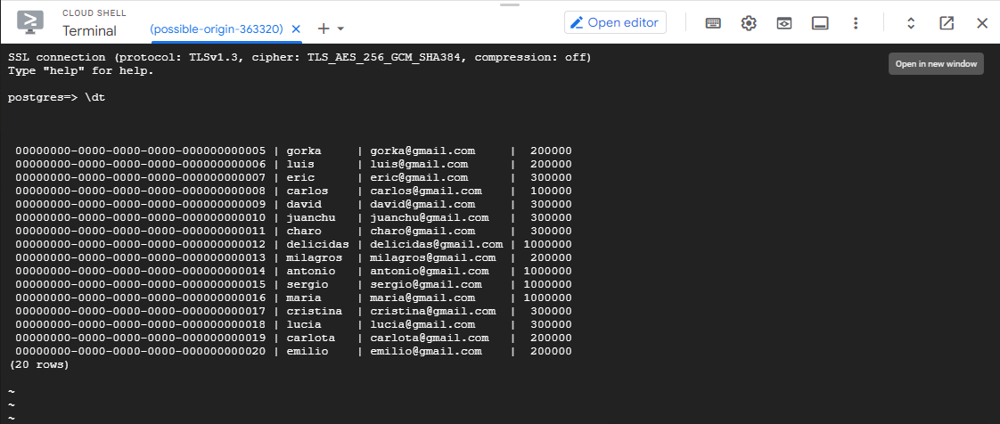 CLOUD SHELL
Terminal
(possible-origin-363320)
Open editor
Open in new window
SSL connection (protocol: TLSv1.3, cipher: TLS_AES_256_GCM_SHA384, compression: off)
Type "help" for help.
postgres=> \dt
00000000-0000-0000-0000-000000000005 | gorka     | gorka@gmail.com     |  200000
00000000-0000-0000-0000-000000000006 | luis      | luis@gmail.com      |  200000
00000000-0000-0000-0000-000000000007 | eric      | eric@gmail.com      |  300000
00000000-0000-0000-0000-000000000008 | carlos    | carlos@gmail.com    |  100000
00000000-0000-0000-0000-000000000009 | david     | david@gmail.com     |  300000
00000000-0000-0000-0000-000000000010 | juanchu   | juanchu@gmail.com   |  300000
00000000-0000-0000-0000-000000000011 | charo     | charo@gmail.com     |  300000
00000000-0000-0000-0000-000000000012 | delicidas | delicidas@gmail.com | 1000000
00000000-0000-0000-0000-000000000013 | milagros  | milagros@gmail.com  |  200000
00000000-0000-0000-0000-000000000014 | antonio   | antonio@gmail.com   | 1000000
00000000-0000-0000-0000-000000000015 | sergio    | sergio@gmail.com    | 1000000
00000000-0000-0000-0000-000000000016 | maria     | maria@gmail.com     | 1000000
00000000-0000-0000-0000-000000000017 | cristina  | cristina@gmail.com  |  300000
00000000-0000-0000-0000-000000000018 | lucia     | lucia@gmail.com     |  300000
00000000-0000-0000-0000-000000000019 | carlota   | carlota@gmail.com   |  200000
00000000-0000-0000-0000-000000000020 | emilio    | emilio@gmail.com    |  200000
(20 rows)
~
~
~